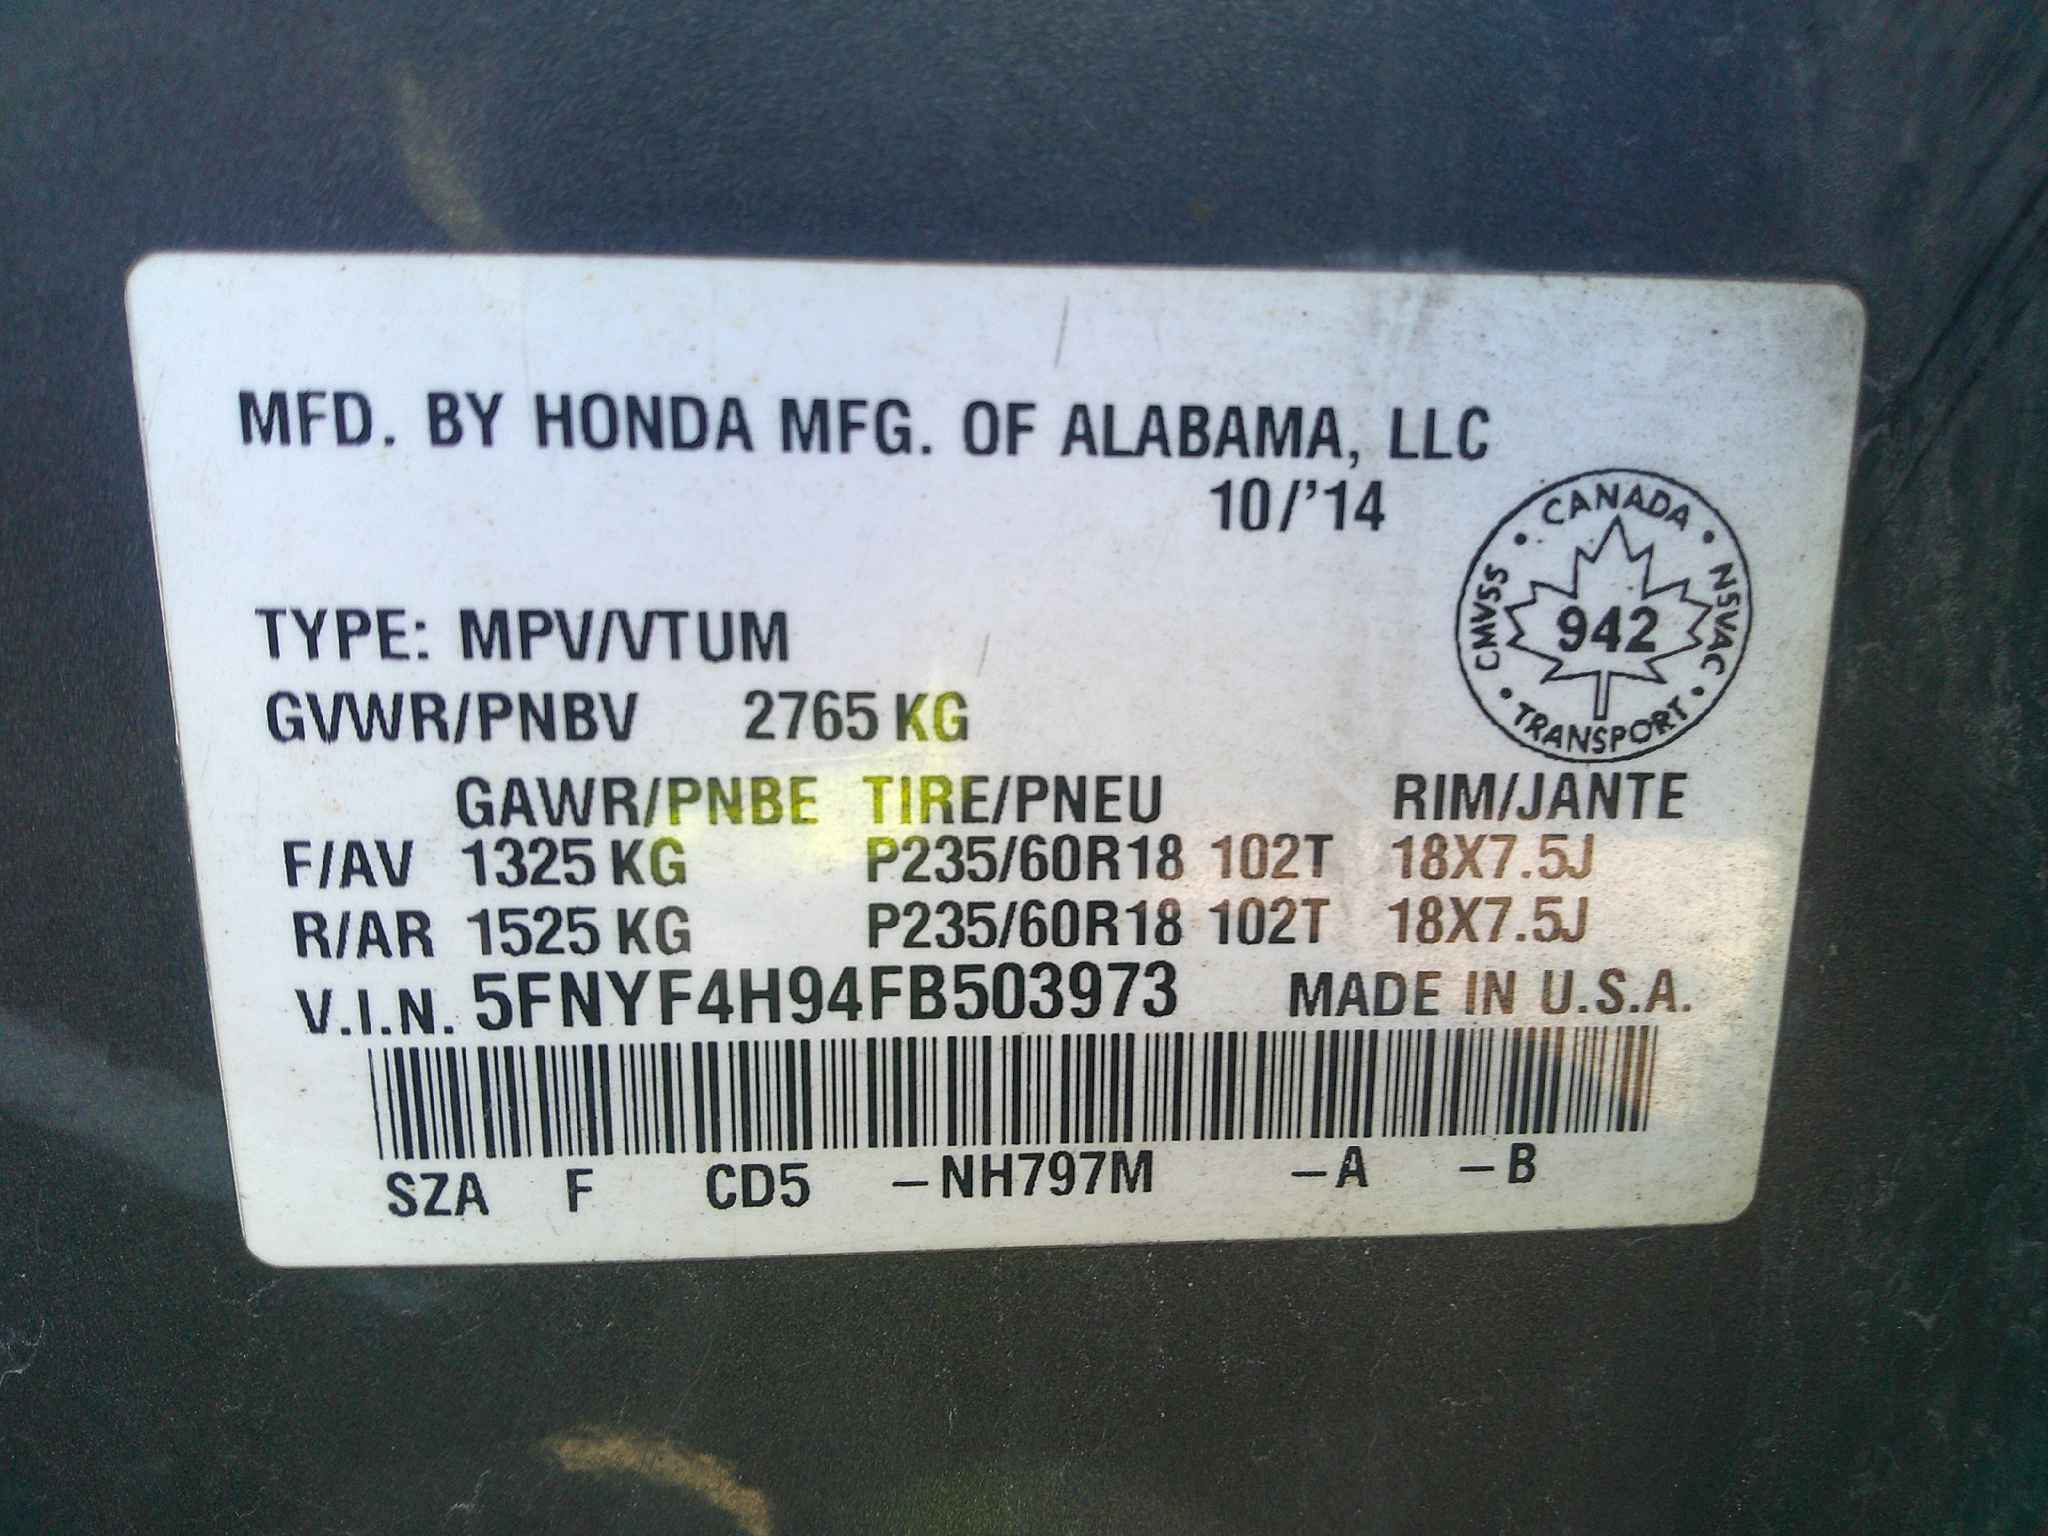 MFD. BY HONDA MFG. OF ALABAMA, LLC
10/'14
CANADA
CMVSS
NSVAC
942
TRANSPORT
TYPE: MPV/VTUM
GVWR/PNBV 2765 KG
GAWR/PNBE TIRE/PNEU RIM/JANTE
F/AV 1325 KG P235/60R18 102T 18X7.5J
R/AR 1525 KG P235/60R18 102T 18X7.5J
V.I.N. 5FNYF4H94FB503973 MADE IN U.S.A.
SZA F CD5 –NH797M –A –B